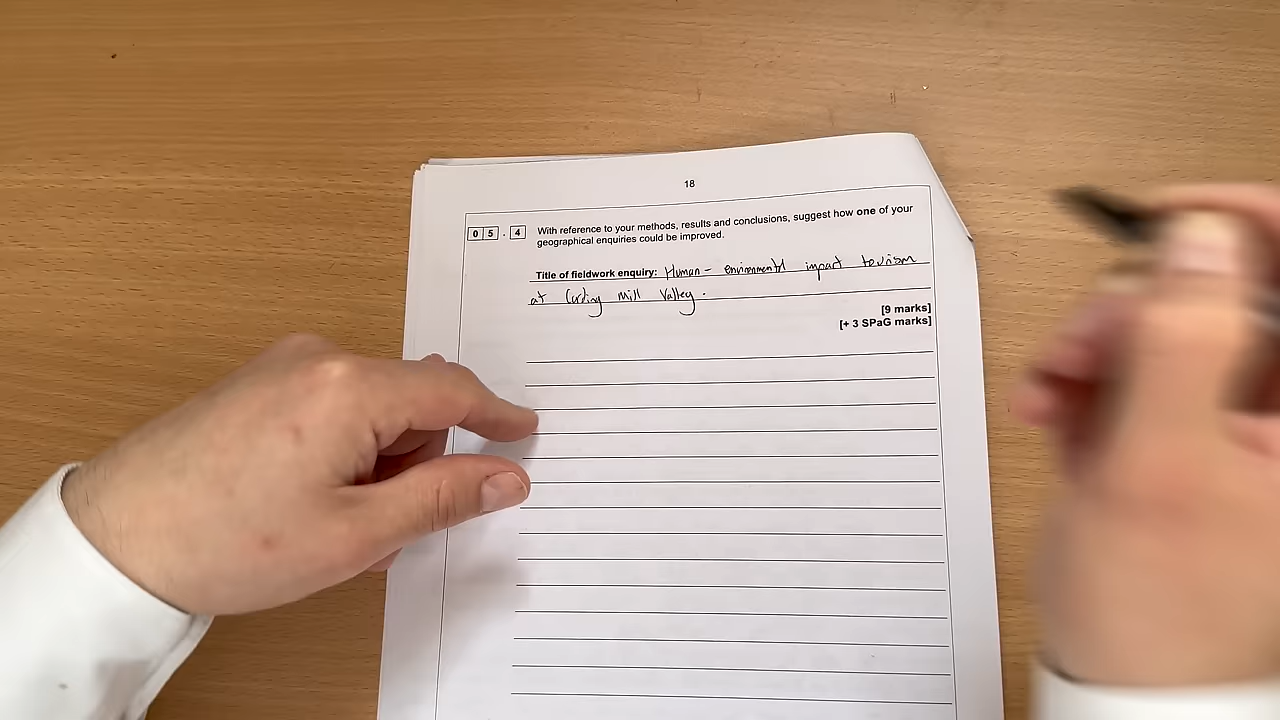 18
0 5 . 4 With reference to your methods, results and conclusions, suggest how one of your
geographical enquiries could be improved.
Title of fieldwork enquiry: Human - environmental impact tourism
at Carding Mill Valley.
[9 marks]
[+ 3 SPaG marks]